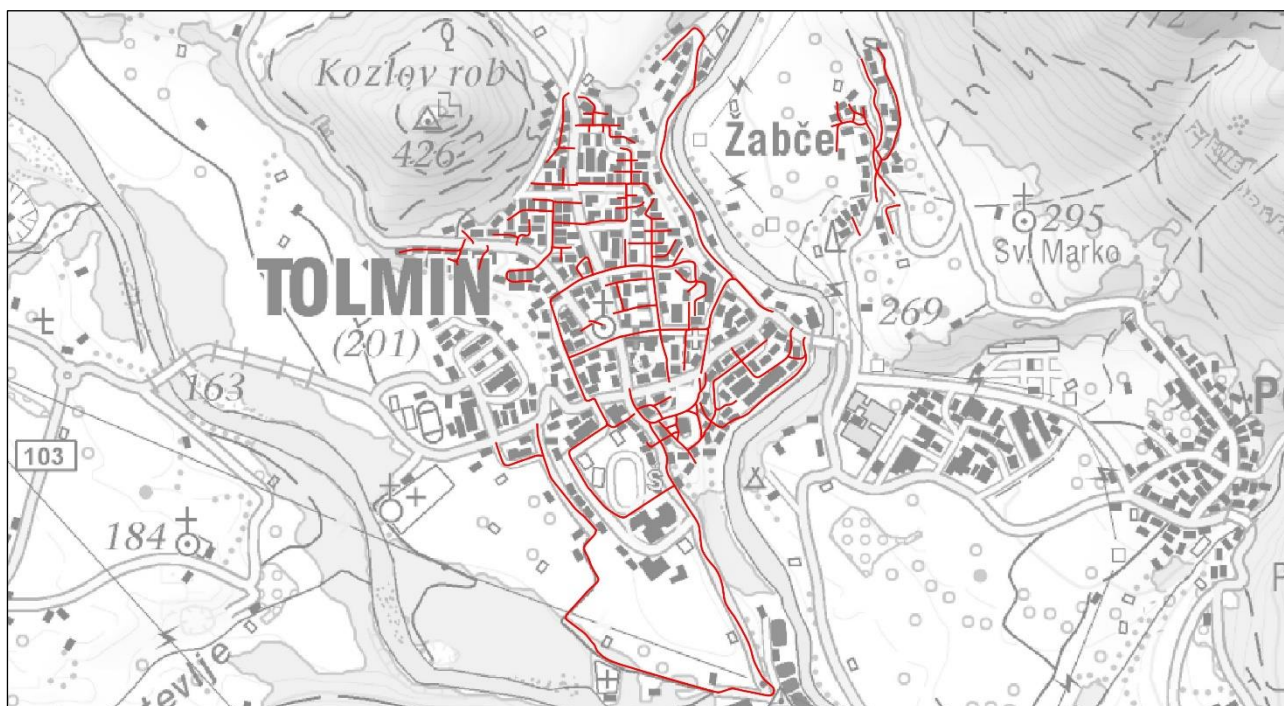 Kozlov rob
426
Žabče
295
Sv. Marko
TOLMIN
(201)
269
163
103
184
P
S